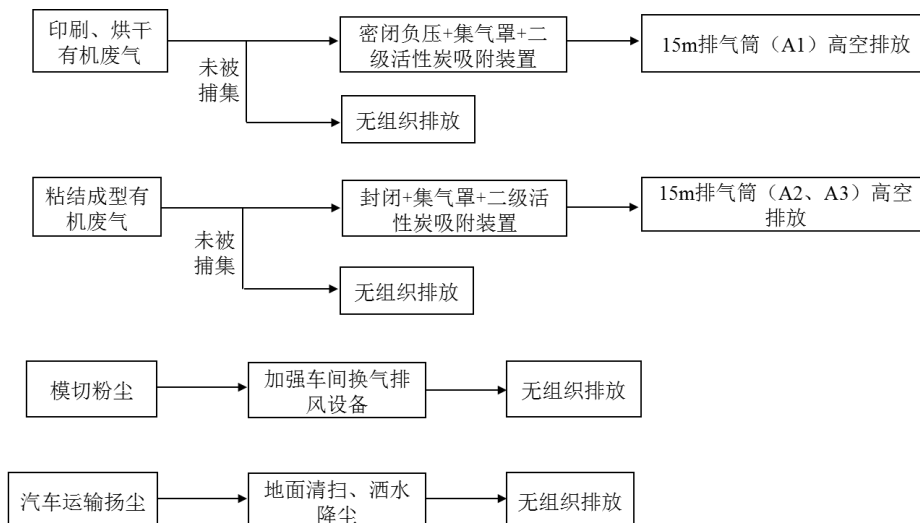 印刷、烘干
有机废气
未被
捕集
密闭负压+集气罩+二
级活性炭吸附装置
15m排气筒（A1）高空排放
无组织排放
粘结成型有
机废气
未被
捕集
封闭+集气罩+二级活
性炭吸附装置
15m排气筒（A2、A3）高空
排放
无组织排放
模切粉尘
加强车间换气排
风设备
无组织排放
汽车运输扬尘
地面清扫、洒水
降尘
无组织排放